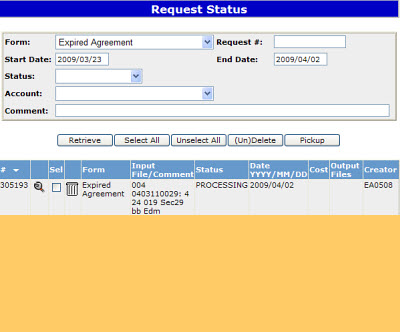 Request Status
Form: Expired Agreement Request #:
Start Date: 2009/03/23 End Date: 2009/04/02
Status:
Account:
Comment:
Retrieve Select All Unselect All (Un)Delete Pickup
# Sel Form Input File/Comment Status Date YYYY/MM/DD Cost Output Files Creator
305193 Expired Agreement 004 0403110029: 4 24 019 Sec29 bb Edm PROCESSING 2009/04/02 EA0508